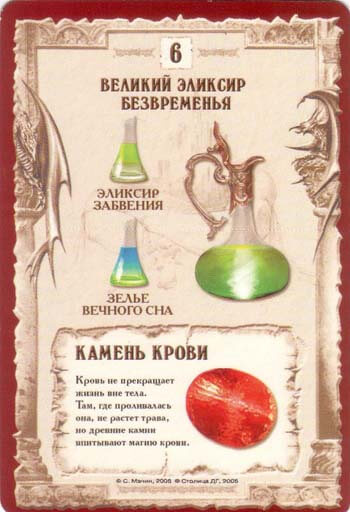 6
ВЕЛИКИЙ ЭЛИКСИР
БЕЗВРЕМЕНЬЯ
ЭЛИКСИР
ЗАБВЕНИЯ
ЗЕЛЬЕ
ВЕЧНОГО СНА
КАМЕНЬ КРОВИ
Кровь не прекращает
жизнь вне тела.
Там, где проливалась
она, не растет трава,
но древние камни
впитывают магию крови.
© С. Мачин, 2005 © Столица ДГ, 2005